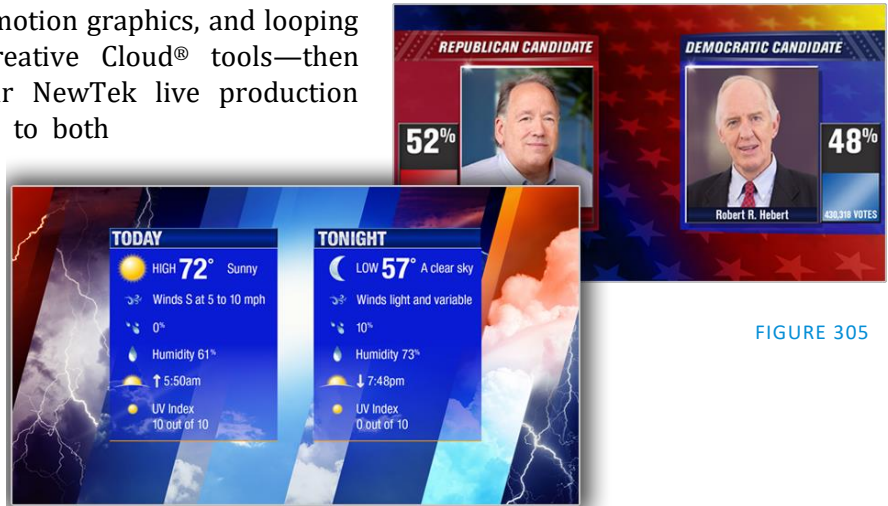 motion graphics, and looping
reative Cloud® tools—then
r NewTek live production
to both
REPUBLICAN CANDIDATE
DEMOCRATIC CANDIDATE
52%
48%
Robert R. Hebert
430,318 VOTES
TODAY
HIGH 72° Sunny
Winds S at 5 to 10 mph
0%
Humidity 61%
↑ 5:50am
UV Index
10 out of 10
TONIGHT
LOW 57° A clear sky
Winds light and variable
10%
Humidity 73%
↓ 7:48pm
UV Index
0 out of 10
FIGURE 305